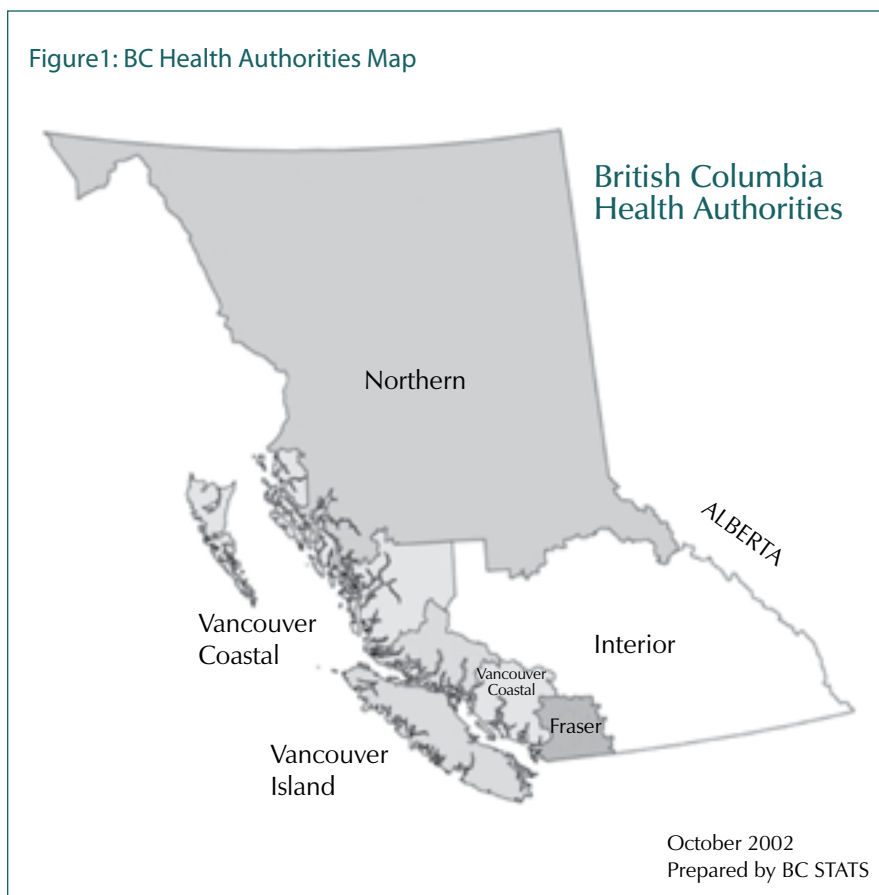 Figure1: BC Health Authorities Map
British Columbia
Health Authorities
Northern
ALBERTA
Vancouver
Coastal
Interior
Vancouver
Coastal
Fraser
Vancouver
Island
October 2002
Prepared by BC STATS